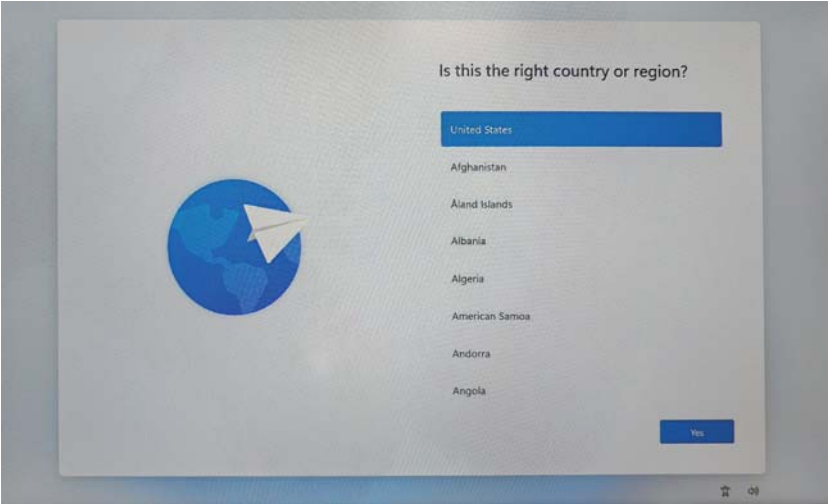 Is this the right country or region?
United States
Afghanistan
Åland Islands
Albania
Algeria
American Samoa
Andorra
Angola
Yes